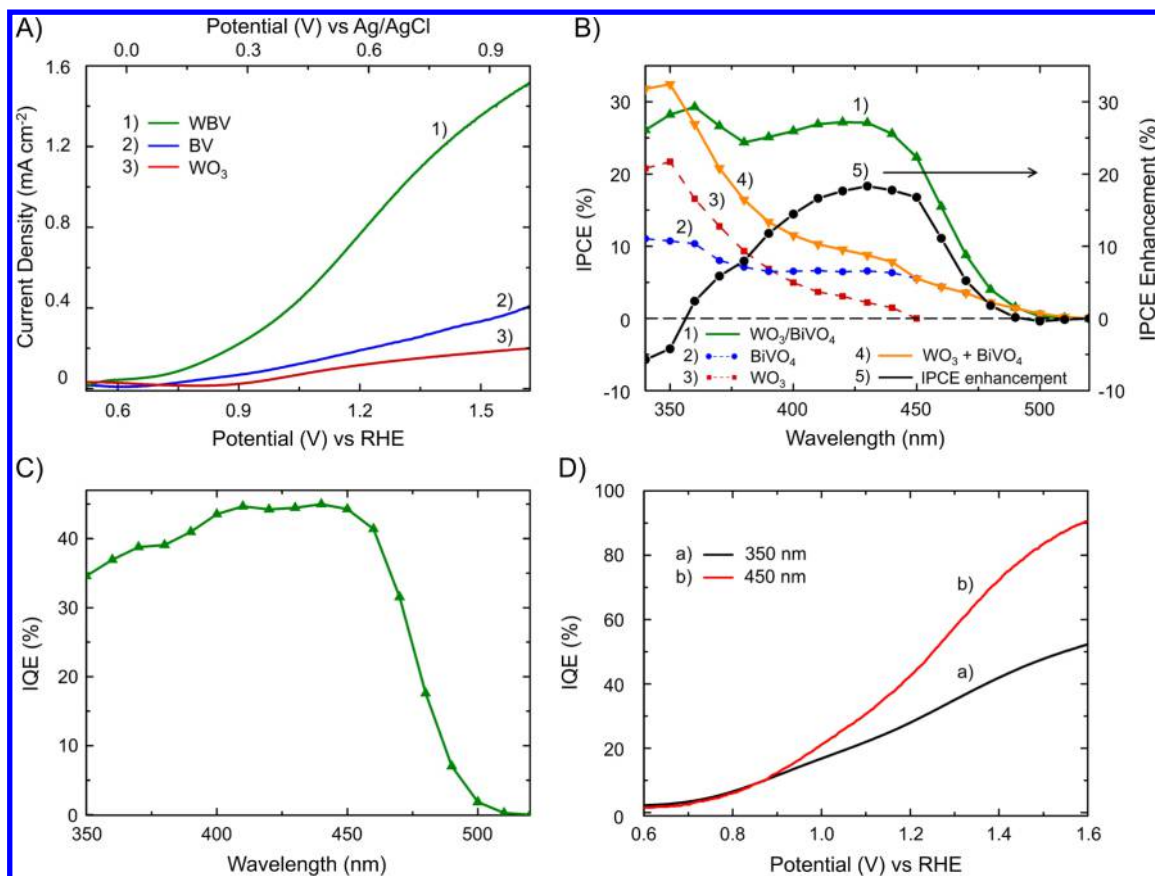 A)
Potential (V) vs Ag/AgCl
0.0 0.3 0.6 0.9
1.6
1.2
0.8
0.4
0
Current Density (mA cm⁻²)
1) WBV
2) BV
3) WO₃
1)
2)
3)
0.6 0.9 1.2 1.5
Potential (V) vs RHE
B)
30
20
10
0
-10
IPCE (%)
1)
2)
3)
4)
5)
1) WO₃/BiVO₄
2) BiVO₄
3) WO₃
4) WO₃ + BiVO₄
5) IPCE enhancement
30
20
10
0
-10
IPCE Enhancement (%)
350 400 450 500
Wavelength (nm)
C)
40
30
20
10
0
IQE (%)
350 400 450 500
Wavelength (nm)
D)
100
80
60
40
20
0
IQE (%)
a) 350 nm
b) 450 nm
b)
a)
0.6 0.8 1.0 1.2 1.4 1.6
Potential (V) vs RHE